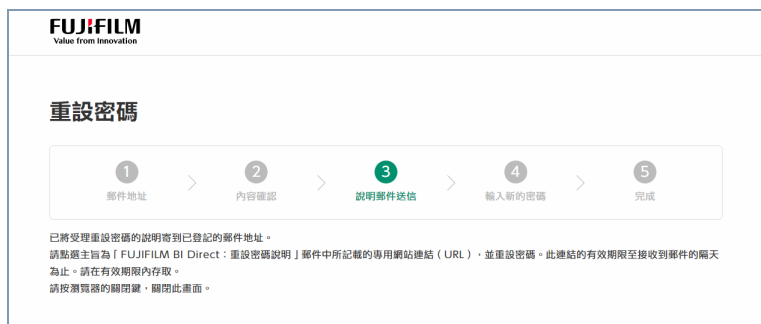 FUJIFILM
Value from Innovation
重設密碼
1
2
3
4
5
郵件地址
內容確認
說明郵件送信
輸入新的密碼
完成
已將受理重設密碼的說明寄到已登記的郵件地址。
請點選主旨為「FUJIFILM BI Direct：重設密碼說明」郵件中所記載的專用網站連結（URL），並重設密碼。此連結的有效期限至接收到郵件的隔天
為止。請在有效期限內存取。
請按瀏覽器的關閉鍵，關閉此畫面。